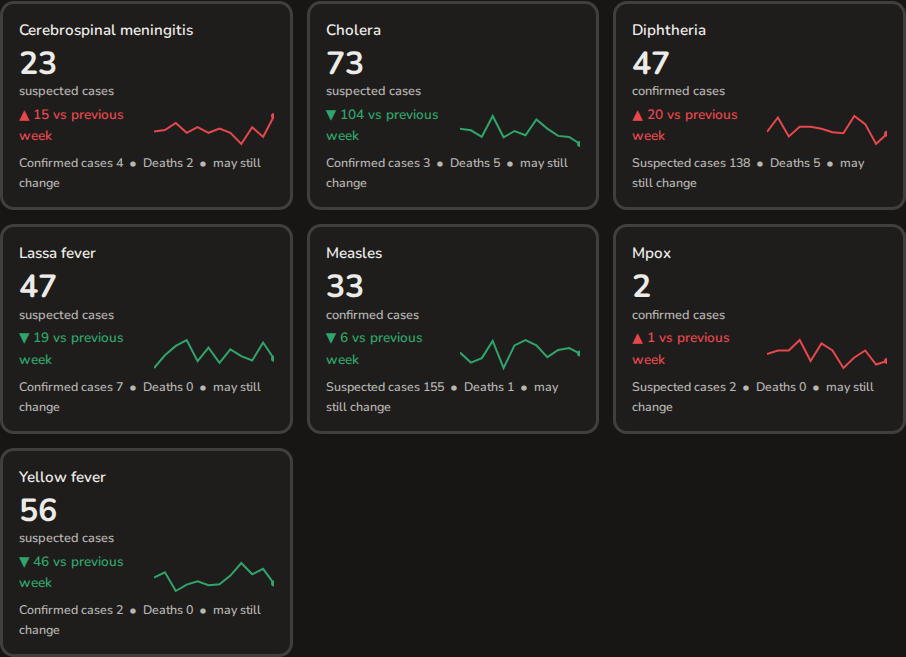 Cerebrospinal meningitis
23
suspected cases
▲ 15 vs previous
week
Confirmed cases 4 ● Deaths 2 ● may still
change
Cholera
73
suspected cases
▼ 104 vs previous
week
Confirmed cases 3 ● Deaths 5 ● may still
change
Diphtheria
47
confirmed cases
▲ 20 vs previous
week
Suspected cases 138 ● Deaths 5 ● may
still change
Lassa fever
47
suspected cases
▼ 19 vs previous
week
Confirmed cases 7 ● Deaths 0 ● may still
change
Measles
33
confirmed cases
▼ 6 vs previous
week
Suspected cases 155 ● Deaths 1 ● may
still change
Mpox
2
confirmed cases
▲ 1 vs previous
week
Suspected cases 2 ● Deaths 0 ● may still
change
Yellow fever
56
suspected cases
▼ 46 vs previous
week
Confirmed cases 2 ● Deaths 0 ● may still
change